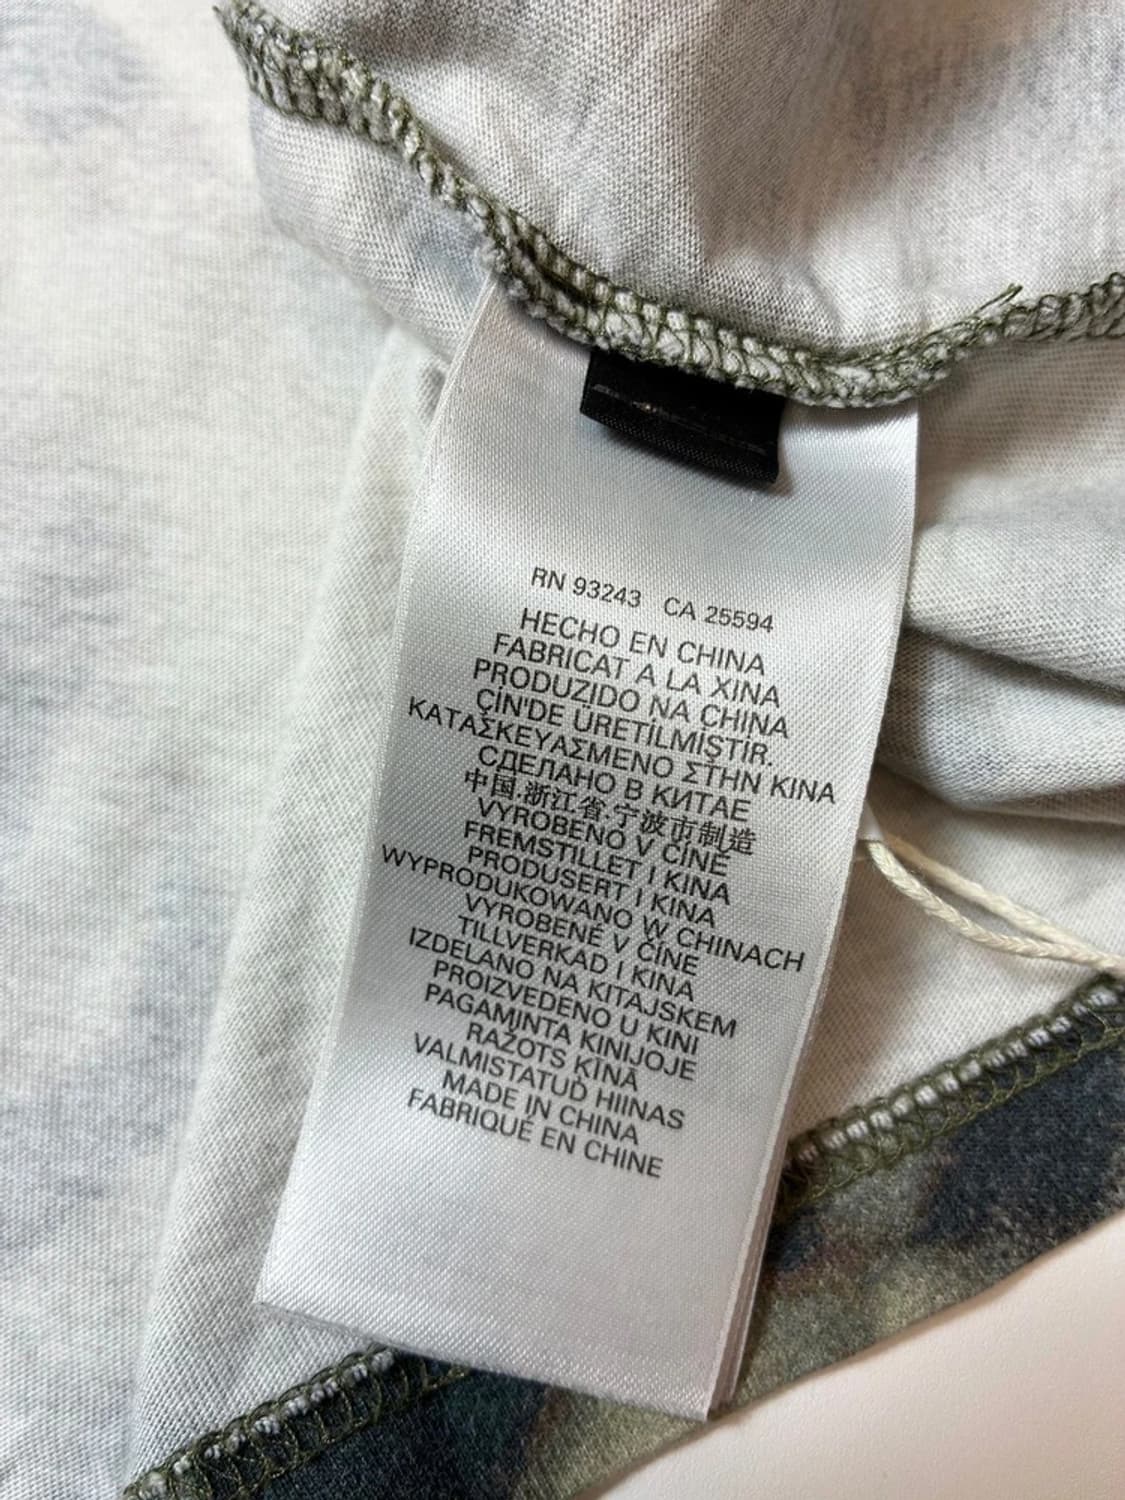 RN 93243 CA 25594
HECHO EN CHINA
FABRICAT A LA XINA
PRODUZIDO NA CHINA
ÇİN'DE ÜRETİLMİŞTİR.
ΚΑΤΑΣΚΕΥΑΣΜΕΝΟ ΣΤΗΝ ΚΙΝΑ
СДЕЛАНО В КИТАЕ
中国.浙江省.宁波市制造
VYROBENO V ČÍNĚ
FREMSTILLET I KINA
PRODUSERT I KINA
WYPRODUKOWANO W CHINACH
VYROBENÉ V ČÍNE
TILLVERKAD I KINA
IZDELANO NA KITAJSKEM
PROIZVEDENO U KINI
PAGAMINTA KINIJOJE
RAŽOTS ĶĪNĀ
VALMISTATUD HIINAS
MADE IN CHINA
FABRIQUÉ EN CHINE